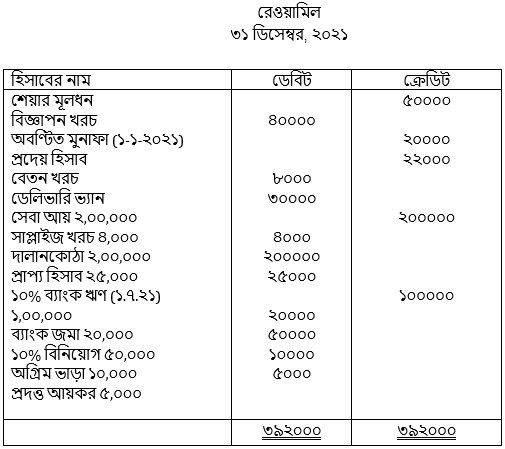 রেওয়ামিল
৩১ ডিসেম্বর, ২০২১
হিসাবের নাম ডেবিট ক্রেডিট
শেয়ার মূলধন ৫০০০০
বিজ্ঞাপন খরচ ৪০০০০
অবণ্টিত মুনাফা (১-১-২০২১) ২০০০০
প্রদেয় হিসাব ২২০০০
বেতন খরচ ৮০০০
ডেলিভারি ভ্যান ৩০০০০
সেবা আয় ২,০০,০০০ ২০০০০০
সাপ্লাইজ খরচ ৪,০০০ ৪০০০
দালানকোঠা ২,০০,০০০ ২০০০০০
প্রাপ্য হিসাব ২৫,০০০ ২৫০০০
১০% ব্যাংক ঋণ (১.৭.২১) ১০০০০০
১,০০,০০০ ২০০০০
ব্যাংক জমা ২০,০০০ ৫০০০০
১০% বিনিয়োগ ৫০,০০০ ১০০০০
অগ্রিম ভাড়া ১০,০০০ ৫০০০
প্রদত্ত আয়কর ৫,০০০
৩৯২০০০ ৩৯২০০০